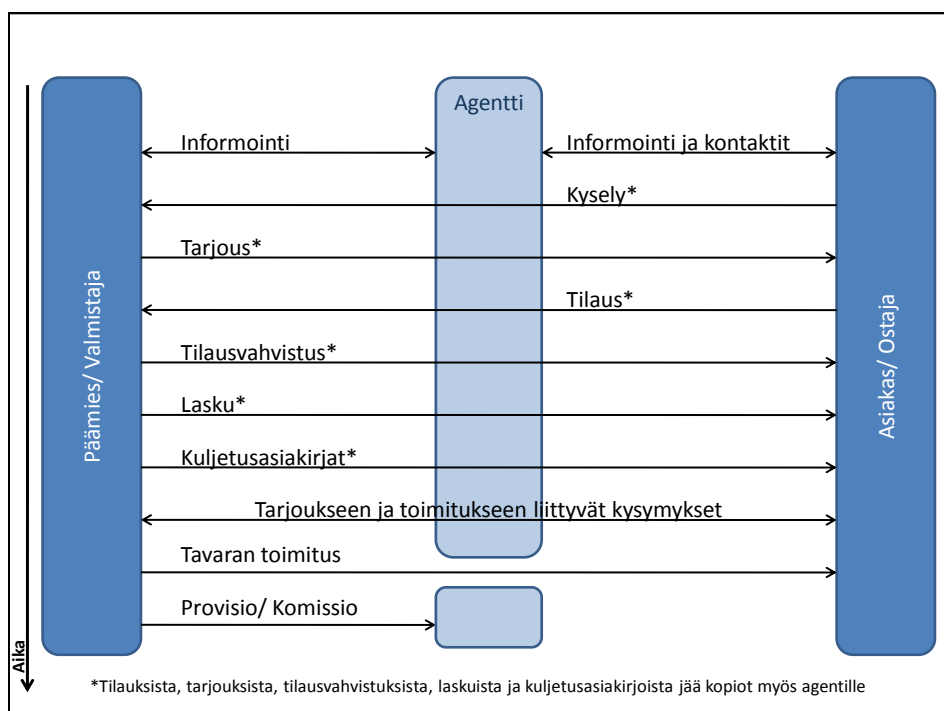 Agentti
Informointi
Informointi ja kontaktit
Kysely*
Tarjous*
Tilaus*
Tilausvahvistus*
Lasku*
Kuljetusasiakirjat*
Tarjoukseen ja toimitukseen liittyvät kysymykset
Tavaran toimitus
Provisio/ Komissio
Päämies/ Valmistaja
Asiakas/ Ostaja
Aika
*Tilauksista, tarjouksista, tilausvahvistuksista, laskuista ja kuljetusasiakirjoista jää kopiot myös agentille